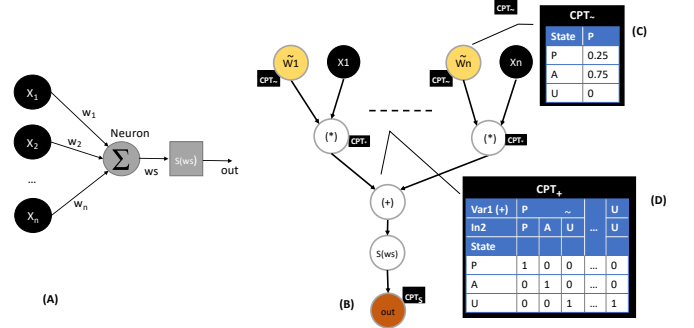 X1
X2
...
Xn
w1
w2
wn
Neuron
Σ
ws
S(ws)
out
(A)
W̃1
X1
CPT~
(*)
CPT*
W̃n
Xn
CPT~
(*)
CPT*
(+)
S(ws)
CPTS
out
(B)
CPT~
CPT~
State P
P 0.25
A 0.75
U 0
(C)
CPT+
Var1 (+) P ~ ... U
In2 P A U U
State
P 1 0 0 ... 0
A 0 1 0 ... 0
U 0 0 1 ... 1
(D)